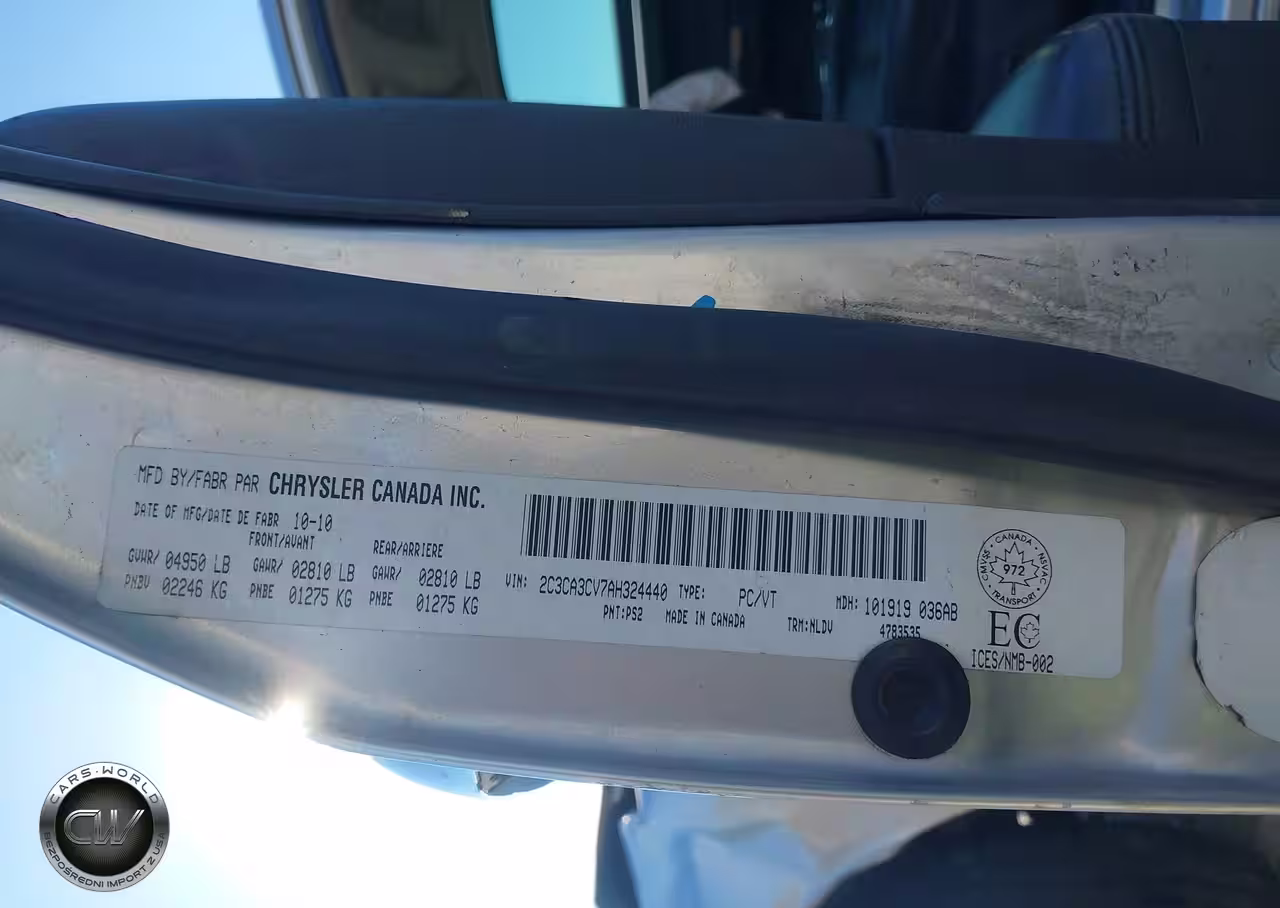 MFD BY/FABR PAR CHRYSLER CANADA INC.
DATE OF MFG/DATE DE FABR 10-10
FRONT/AVANT REAR/ARRIERE
GVWR/ 04950 LB GAWR/ 02810 LB GAWR/ 02810 LB
PNBV 02246 KG PNBE 01275 KG PNBE 01275 KG
VIN: 2C3CA3CV7AH324440 TYPE: PC/VT MDH: 101919 036AB
PNT:PS2 MADE IN CANADA TRM:NLDV 4783535
CANADA
CMVSS NSVAC
972
TRANSPORT
EC
ICES/NMB-002
CARS-WORLD
CW
BEZPOŚREDNI IMPORT Z USA